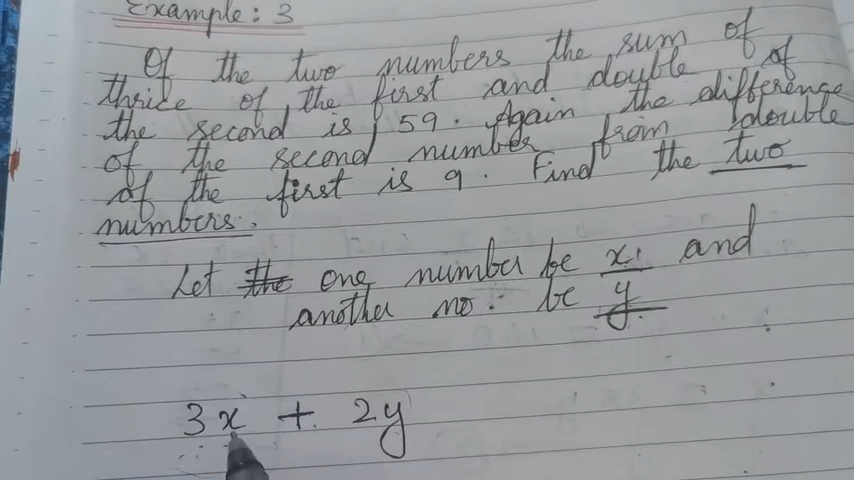 Example: 3
Of the two numbers the sum of
thrice of the first and double of
the second is 59. Again the difference
of the second number from double
of the first is 9. Find the two
numbers.
Let the one number be x. and
another no. be y.
3x + 2y